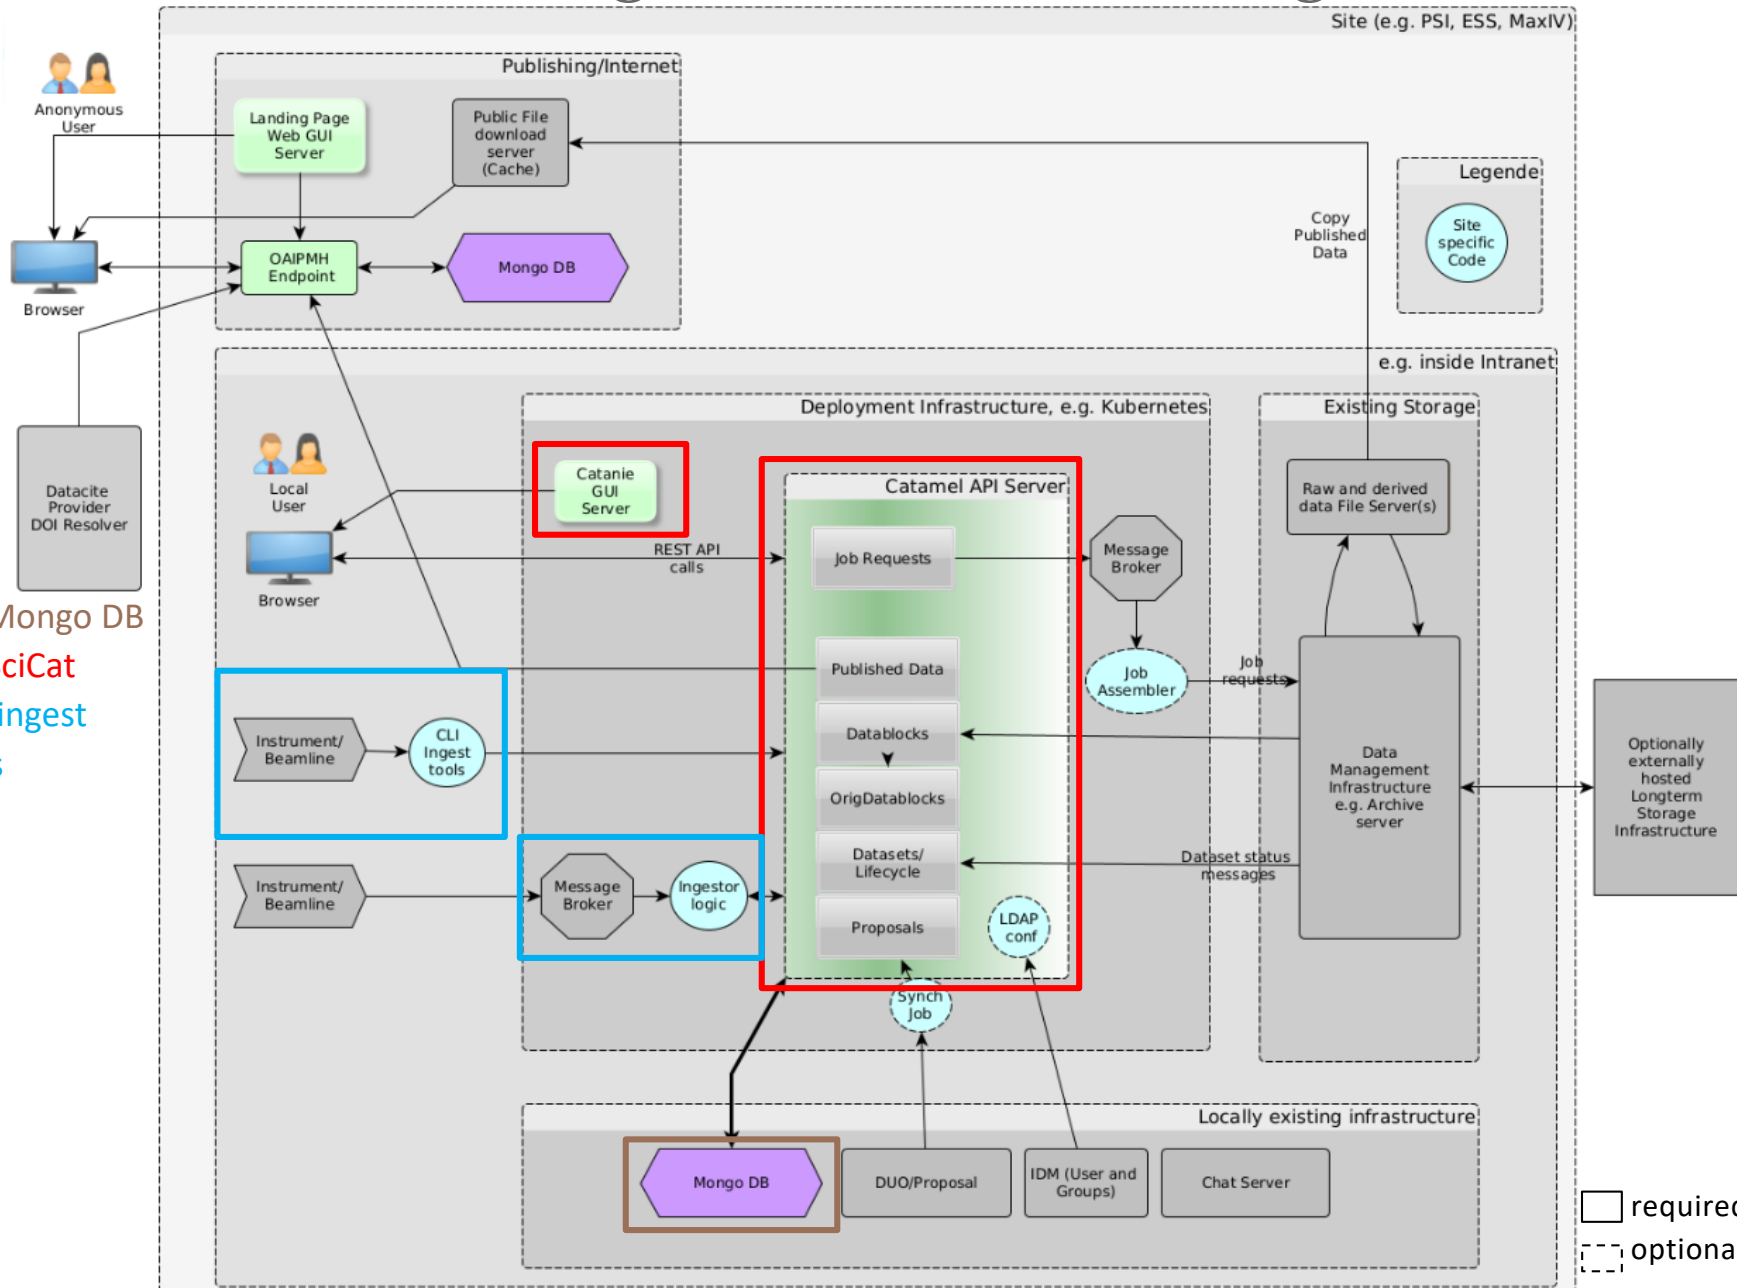 Site (e.g. PSI, ESS, MaxIV)
Publishing/Internet
Anonymous
User
Landing Page
Web GUI
Server
Public File
download
server
(Cache)
Legende
Site
specific
Code
Copy
Published
Data
OAIPMH
Endpoint
Mongo DB
Browser
e.g. inside Intranet
Deployment Infrastructure, e.g. Kubernetes
Existing Storage
Datacite
Provider
DOI Resolver
Local
User
Catanie
GUI
Server
Catamel API Server
Raw and derived
data File Server(s)
REST API
calls
Job Requests
Message
Broker
Browser
Mongo DB
ciCat
ingest
s
Published Data
Job
Assembler
Job
requests
Instrument/
Beamline
CLI
Ingest
tools
Datablocks
OrigDatablocks
Data
Management
Infrastructure
e.g. Archive
server
Optionally
externally
hosted
Longterm
Storage
Infrastructure
Datasets/
Lifecycle
Dataset status
messages
Instrument/
Beamline
Message
Broker
Ingestor
logic
Proposals
LDAP
conf
Synch
Job
Locally existing infrastructure
Mongo DB
DUO/Proposal
IDM (User and
Groups)
Chat Server
required
optiona